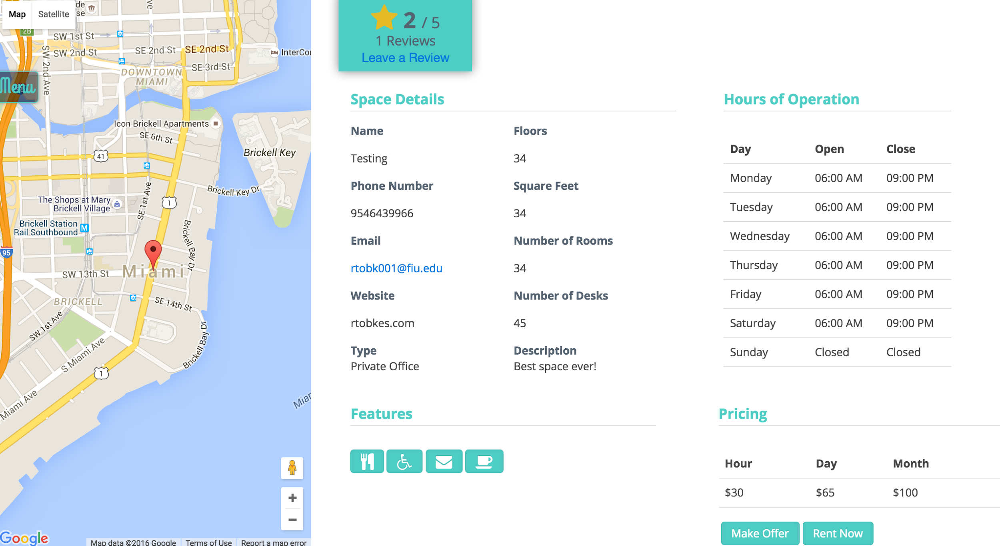 Map
Satellite
de
se
ve
2B
SW 1st St
SW 2nd St
SE 2nd St
SE 2nd St
SE 3rd St
InterCon
SW 2nd Ave
DOWNTOWN
MIAMI
Menu
Icon Brickell Apartments
SE 6th St
41
Brickell Key
Brickell Key Dr
The Shops at Mary
Brickell Village
SE 1st Ave
1
Brickell Station
Rail Southbound
M
Brickell Bay Dr
95
Miami
SW 13th St
BRICKELL
SE 14th St
SW 1st Ave
S Miami Ave
Brickell Bay Dr
1
Miami Ave
Miam
Google
Map data ©2016 Google
Terms of Use
Report a map error
2 / 5
1 Reviews
Leave a Review
Space Details
Name
Testing
Phone Number
9546439966
Email
rtobk001@fiu.edu
Website
rtobkes.com
Type
Private Office
Floors
34
Square Feet
34
Number of Rooms
34
Number of Desks
45
Description
Best space ever!
Hours of Operation
Day Open Close
Monday 06:00 AM 09:00 PM
Tuesday 06:00 AM 09:00 PM
Wednesday 06:00 AM 09:00 PM
Thursday 06:00 AM 09:00 PM
Friday 06:00 AM 09:00 PM
Saturday 06:00 AM 09:00 PM
Sunday Closed Closed
Features
Pricing
Hour Day Month
$30 $65 $100
Make Offer
Rent Now